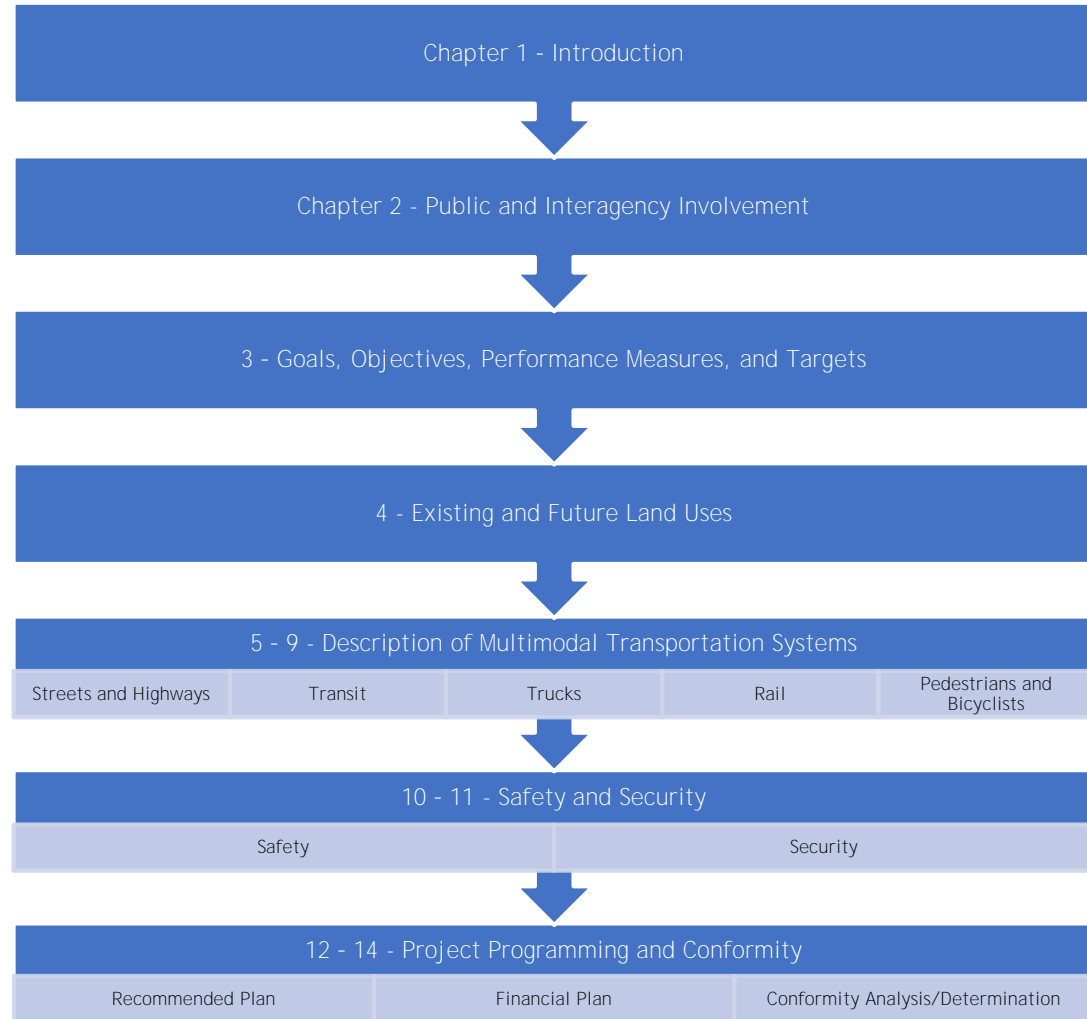 Chapter 1 - Introduction
Chapter 2 - Public and Interagency Involvement
3 - Goals, Objectives, Performance Measures, and Targets
4 - Existing and Future Land Uses
5 - 9 - Description of Multimodal Transportation Systems
Streets and Highways
Transit
Trucks
Rail
Pedestrians and
Bicyclists
10 - 11 - Safety and Security
Safety
Security
12 - 14 - Project Programming and Conformity
Recommended Plan
Financial Plan
Conformity Analysis/Determination